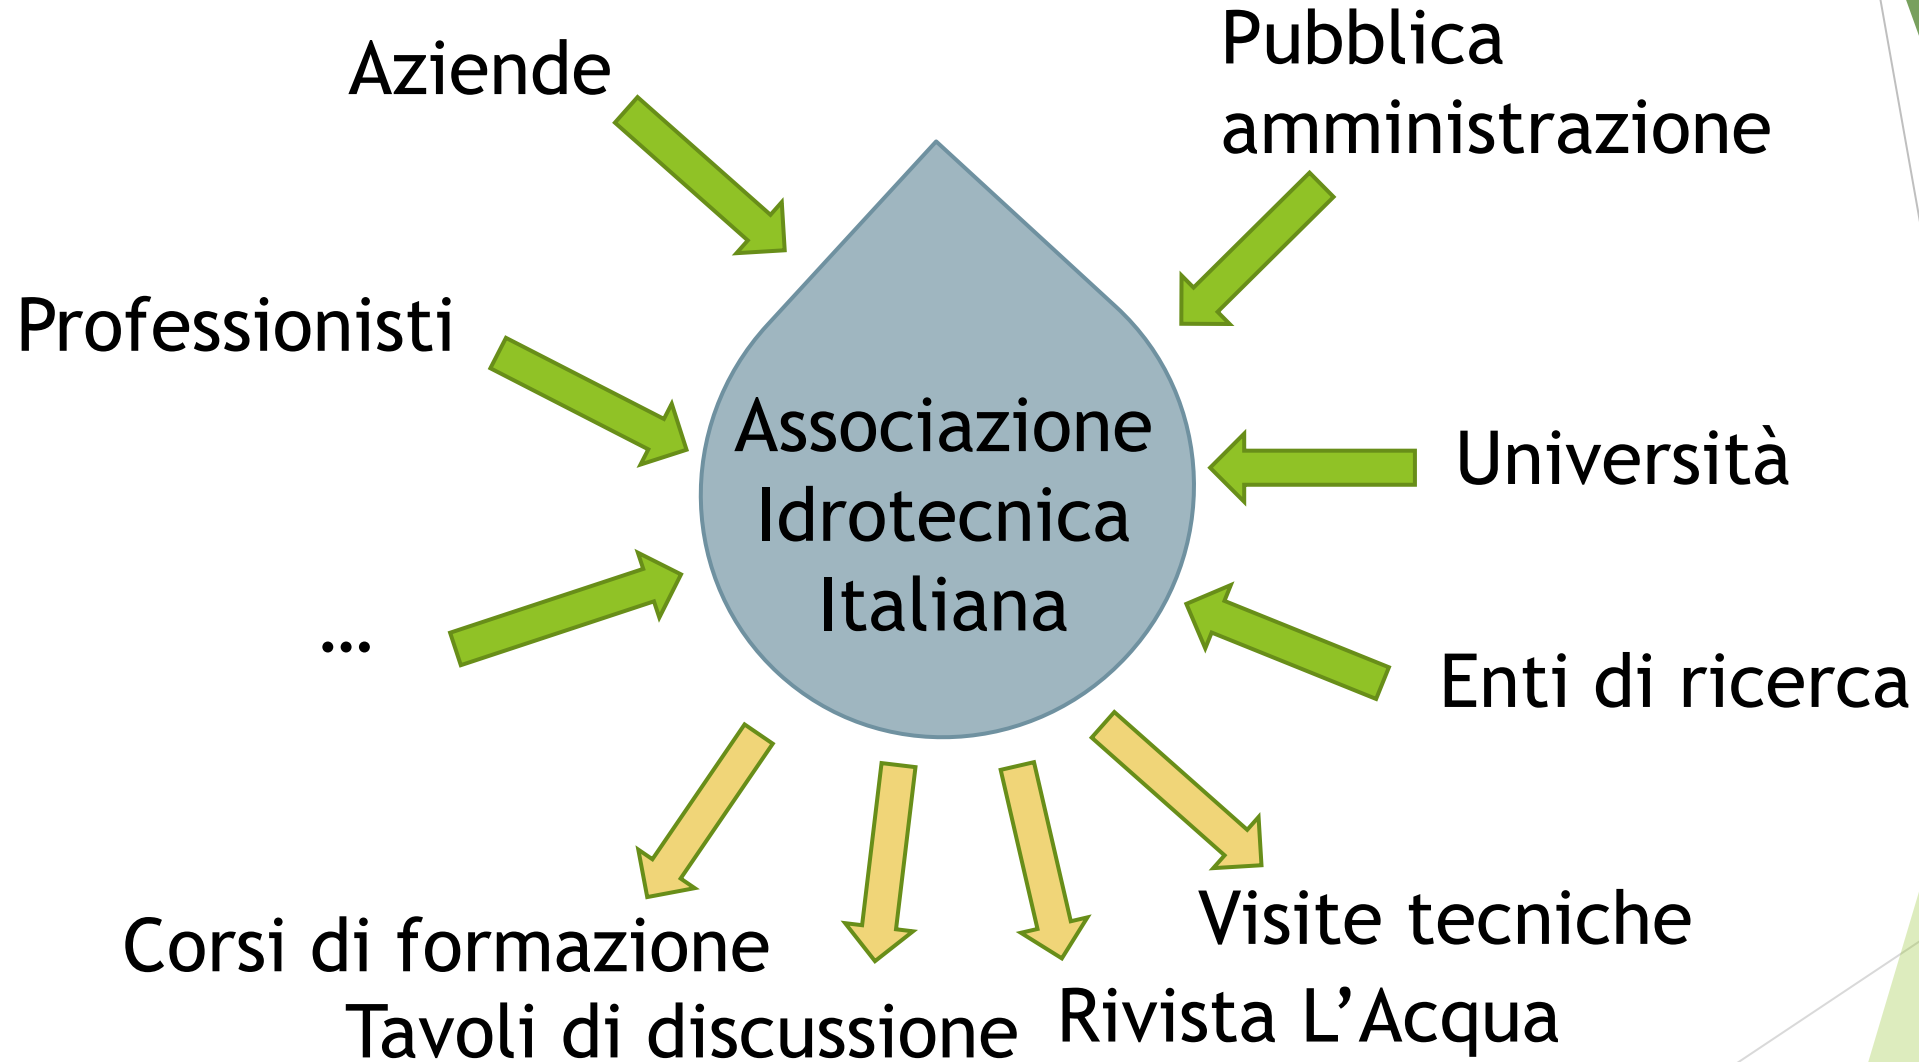 Aziende
Pubblica
amministrazione
Professionisti
Associazione
Idrotecnica
Italiana
Università
…
Enti di ricerca
Corsi di formazione
Tavoli di discussione
Visite tecniche
Rivista L’Acqua